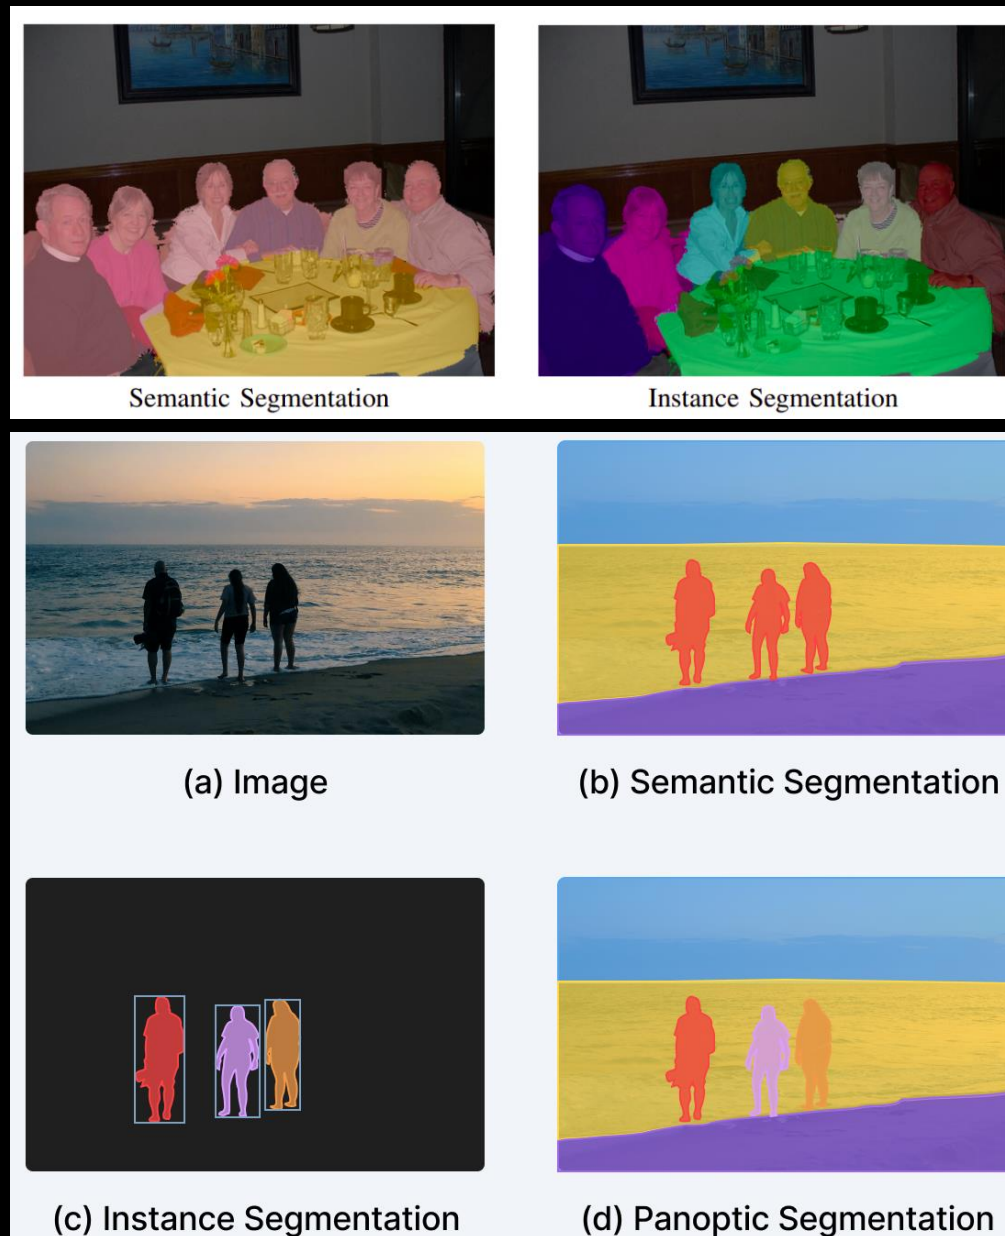 Semantic Segmentation
Instance Segmentation
(a) Image
(b) Semantic Segmentation
(c) Instance Segmentation
(d) Panoptic Segmentation